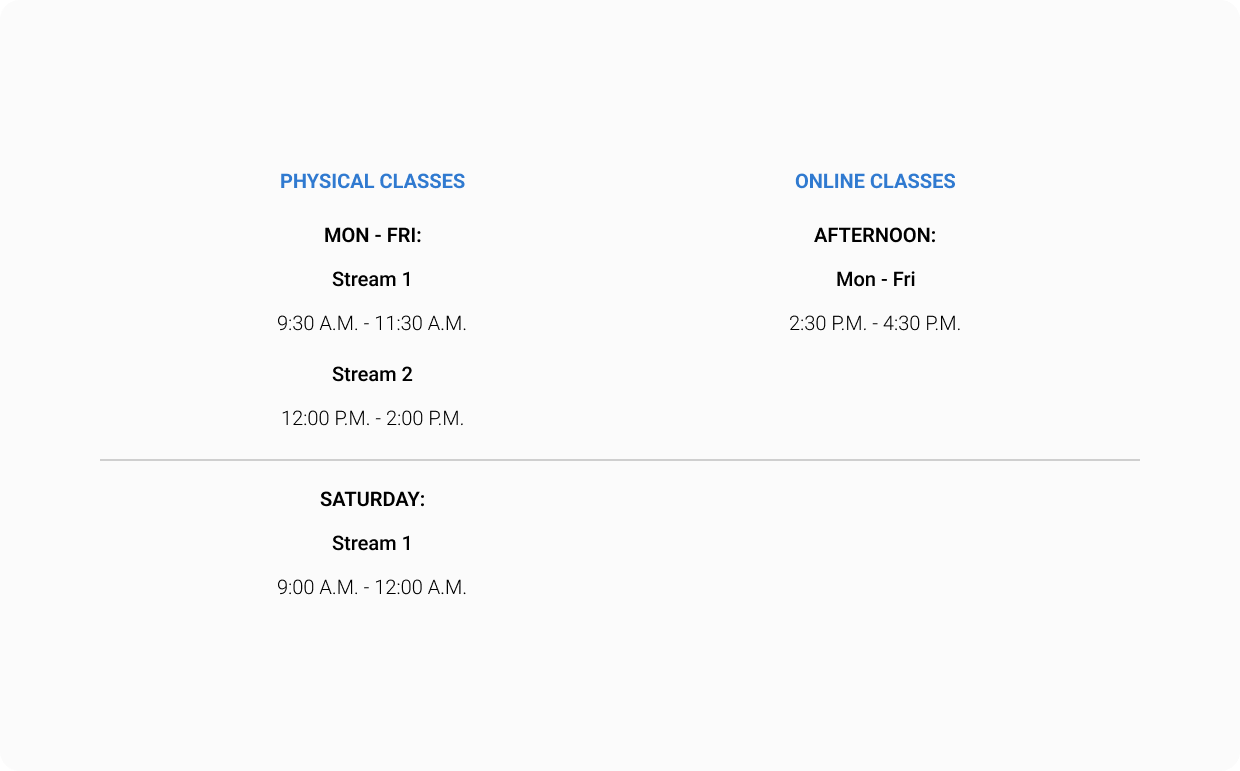 PHYSICAL CLASSES
MON - FRI:
Stream 1
9:30 A.M. - 11:30 A.M.
Stream 2
12:00 P.M. - 2:00 P.M.
SATURDAY:
Stream 1
9:00 A.M. - 12:00 A.M.
ONLINE CLASSES
AFTERNOON:
Mon - Fri
2:30 P.M. - 4:30 P.M.